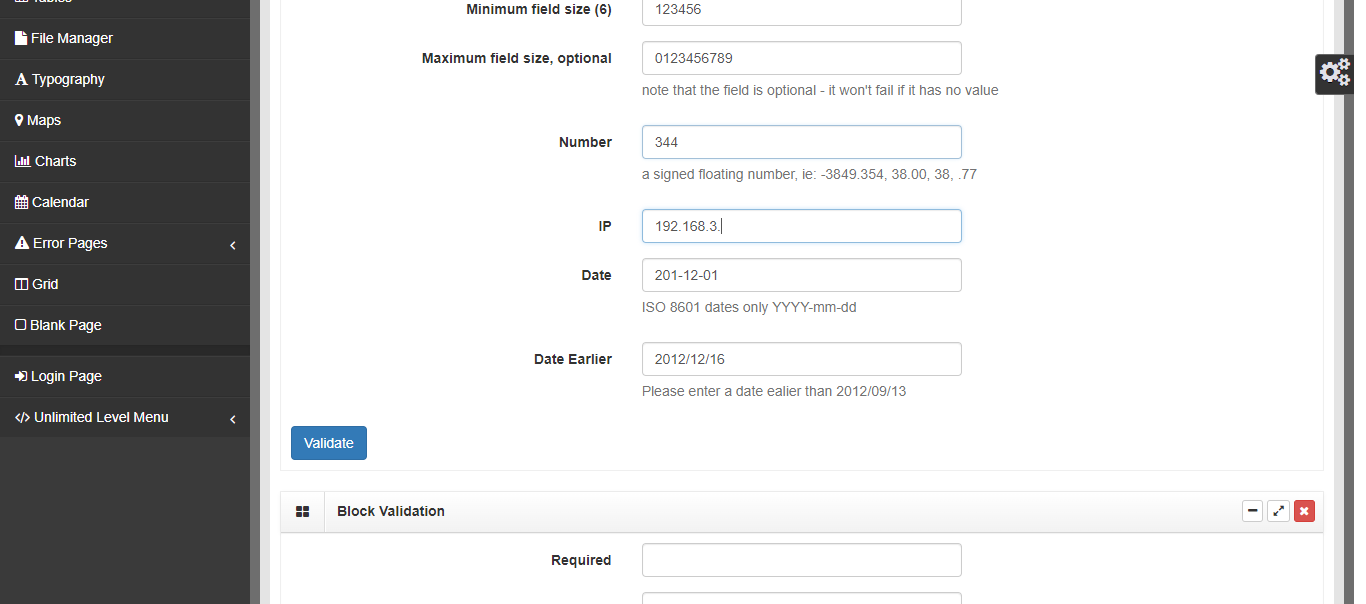 File Manager
Typography
Maps
Charts
Calendar
Error Pages
Grid
Blank Page
Login Page
Unlimited Level Menu
Minimum field size (6)
123456
Maximum field size, optional
0123456789
note that the field is optional - it won't fail if it has no value
Number
344
a signed floating number, ie: -3849.354, 38.00, 38, .77
IP
192.168.3.
Date
201-12-01
ISO 8601 dates only YYYY-mm-dd
Date Earlier
2012/12/16
Please enter a date ealier than 2012/09/13
Validate
Block Validation
Required